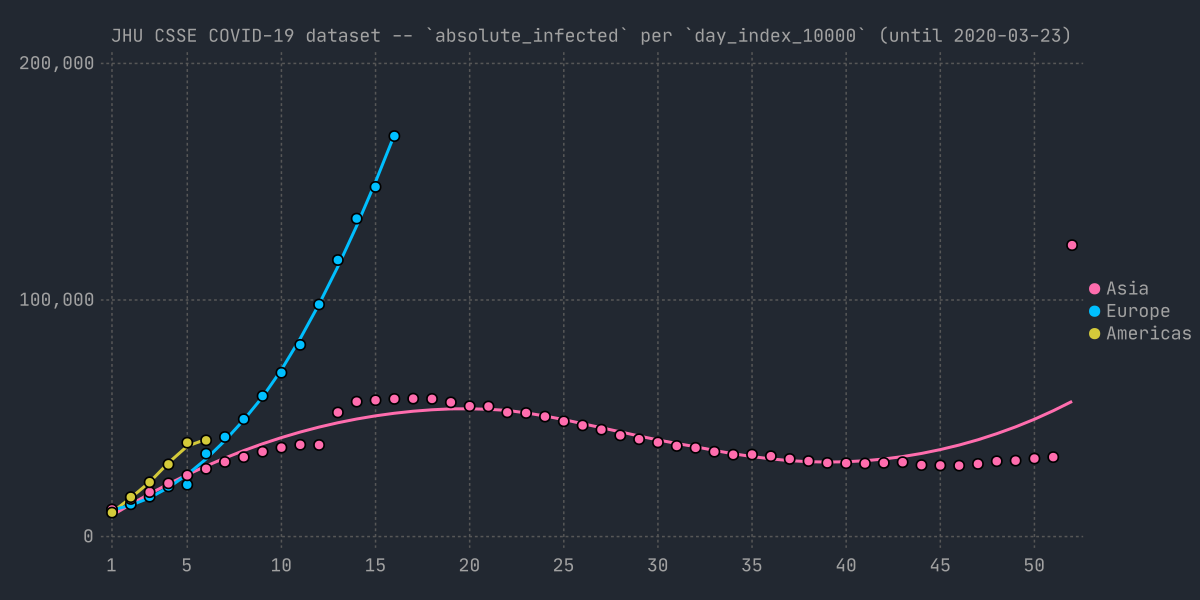 JHU CSSE COVID-19 dataset -- `absolute_infected` per `day_index_10000` (until 2020-03-23)
200,000
100,000
0
Asia
Europe
Americas
1 5 10 15 20 25 30 35 40 45 50